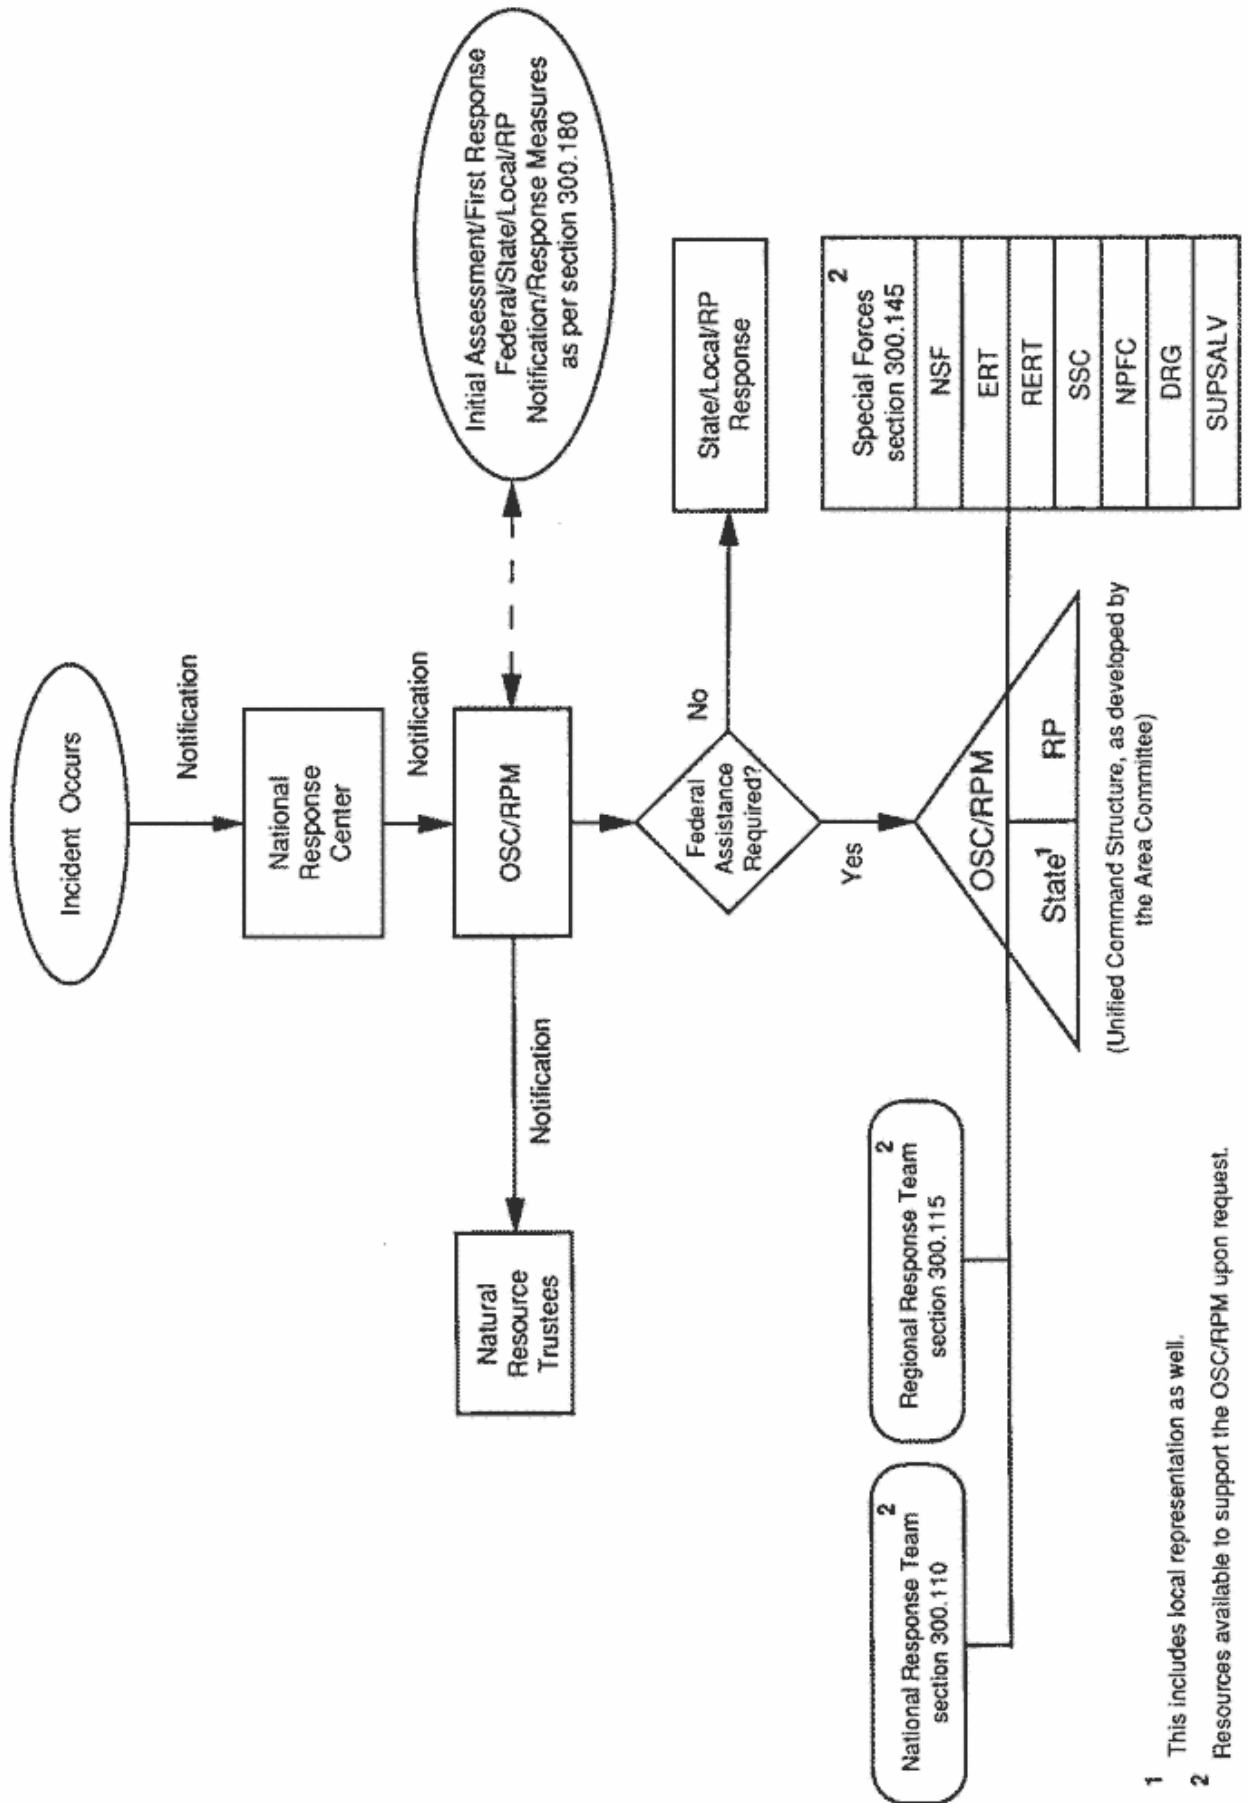 Incident Occurs
Notification
National
Response
Center
Notification
Natural
Resource
Trustees
Notification
OSC/RPM
Initial Assessment/First Response
Federal/State/Local/RP
Notification/Response Measures
as per section 300.180
Federal
Assistance
Required?
No
State/Local/RP
Response
Yes
National Response Team 2
section 300.110
Regional Response Team 2
section 300.115
OSC/RPM
State1
RP
(Unified Command Structure, as developed by
the Area Committee)
2
Special Forces
section 300.145
NSF
ERT
RERT
SSC
NPFC
DRG
SUPSALV
1 This includes local representation as well.
2 Resources available to support the OSC/RPM upon request.